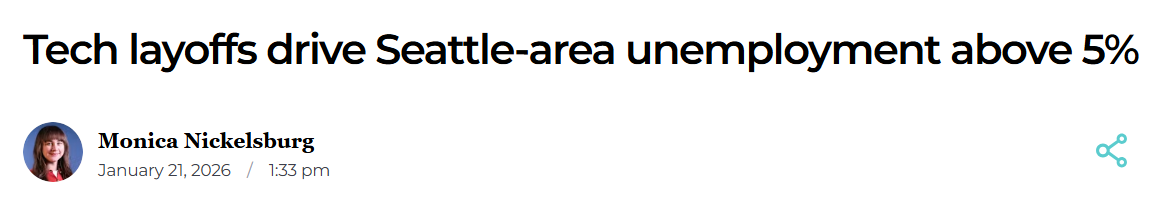 Tech layoffs drive Seattle-area unemployment above 5%
Monica Nickelsburg
January 21, 2026 / 1:33 pm